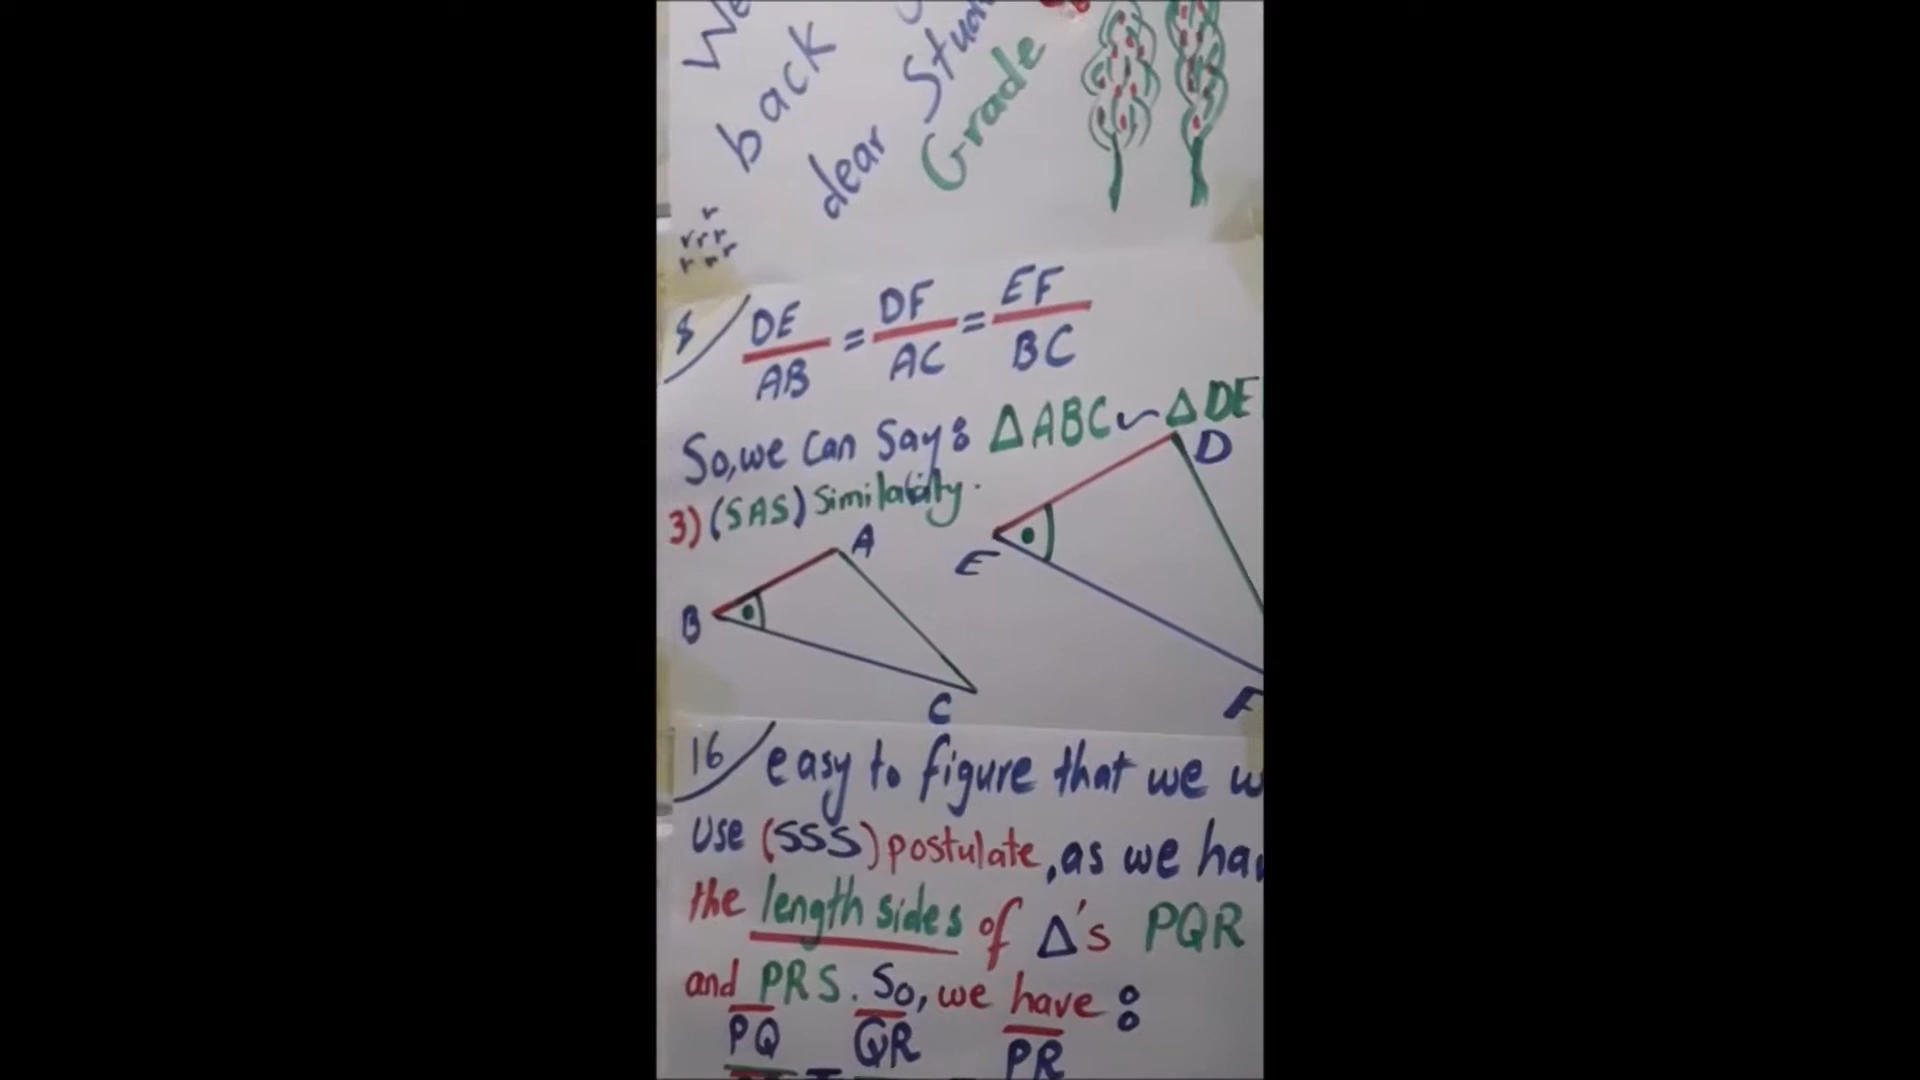 back
dear
Grade
8
DE/AB = DF/AC = EF/BC
So, we can say: ΔABC ~ ΔDE
3) (SAS) Similarity.
A
B
C
D
E
F
16 easy to figure that we w
use (SSS) postulate, as we hav
the length sides of Δ's PQR
and PRS. So, we have:
PQ QR PR